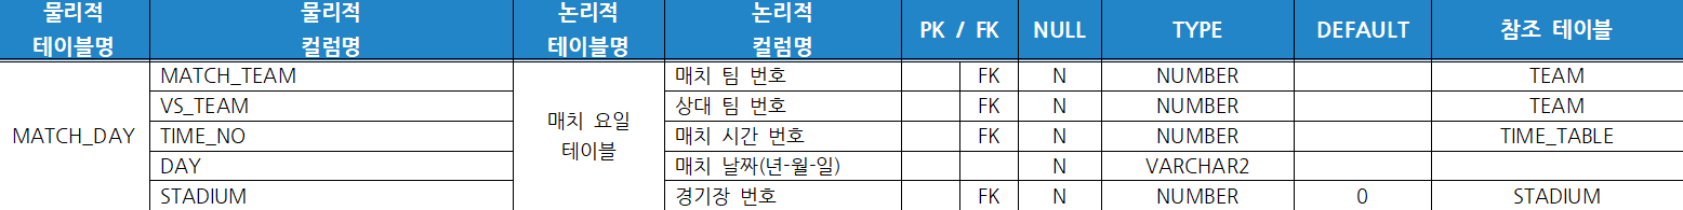 물리적 테이블명 물리적 컬럼명 논리적 테이블명 논리적 컬럼명 PK / FK NULL TYPE DEFAULT 참조 테이블
MATCH_DAY 매치 요일 테이블
MATCH_TEAM 매치 팀 번호 FK N NUMBER TEAM
VS_TEAM 상대 팀 번호 FK N NUMBER TEAM
TIME_NO 매치 시간 번호 FK N NUMBER TIME_TABLE
DAY 매치 날짜(년-월-일) N VARCHAR2
STADIUM 경기장 번호 FK N NUMBER 0 STADIUM